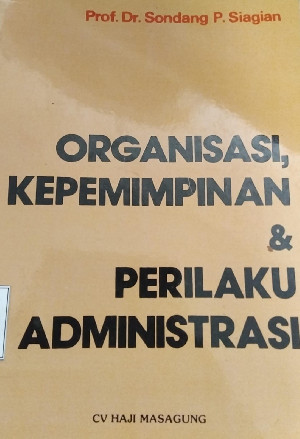 Prof. Dr. Sondang P. Siagian
ORGANISASI,
KEPEMIMPINAN
&
PERILAKU
ADMINISTRASI
CV HAJI MASAGUNG